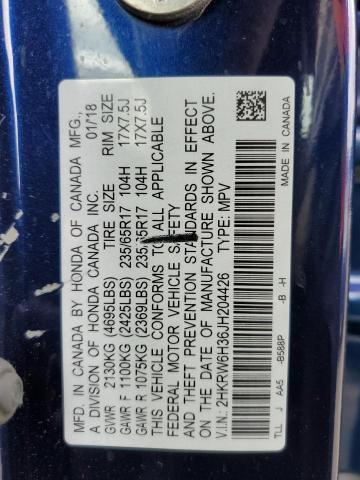 MFD. IN CANADA BY HONDA OF CANADA MFG.,
A DIVISION OF HONDA CANADA INC. 01/18
GVWR 2130KG (4695LBS) TIRE SIZE RIM SIZE
GAWR F 1100KG (2425LBS) 235/65R17 104H 17X7.5J
GAWR R 1075KG (2369LBS) 235/65R17 104H 17X7.5J
THIS VEHICLE CONFORMS TO ALL APPLICABLE
FEDERAL MOTOR VEHICLE SAFETY
AND THEFT PREVENTION STANDARDS IN EFFECT
ON THE DATE OF MANUFACTURE SHOWN ABOVE.
V.I.N.: 2HKRW6H36JH204426 TYPE: MPV
TLL J AA5 -B588P -B -H
MADE IN CANADA